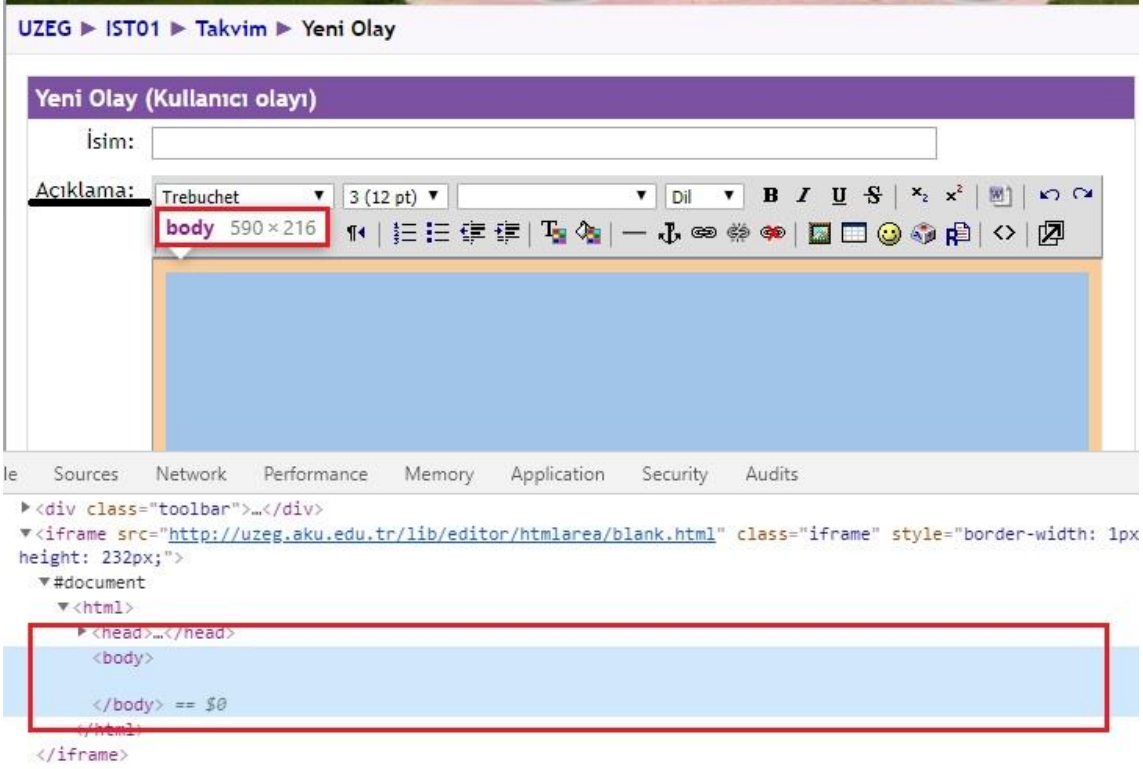 UZEG ► IST01 ► Takvim ► Yeni Olay
Yeni Olay (Kullanıcı olayı)
İsim:
Açıklama:
Trebuchet ▼ 3 (12 pt) ▼ ▼ Dil ▼ B I U S x₂ x²
body 590 × 216
le Sources Network Performance Memory Application Security Audits
▶<div class="toolbar">…</div>
▼<iframe src="http://uzeg.aku.edu.tr/lib/editor/htmlarea/blank.html" class="iframe" style="border-width: 1px
height: 232px;">
▼#document
▼<html>
▶<head>…</head>
<body>
</body> == $0
</html>
</iframe>